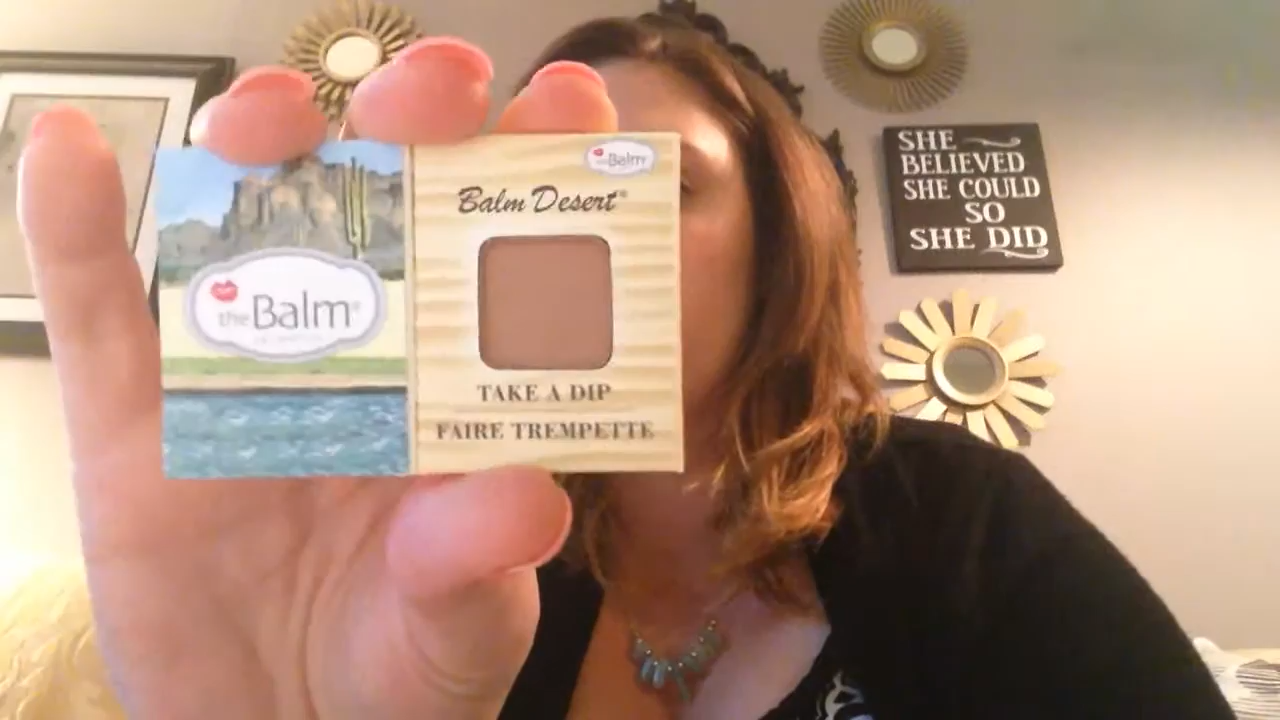 theBalm®
theBalm
Balm Desert®
TAKE A DIP
FAIRE TREMPETTE
SHE
BELIEVED
SHE COULD
SO
SHE DID